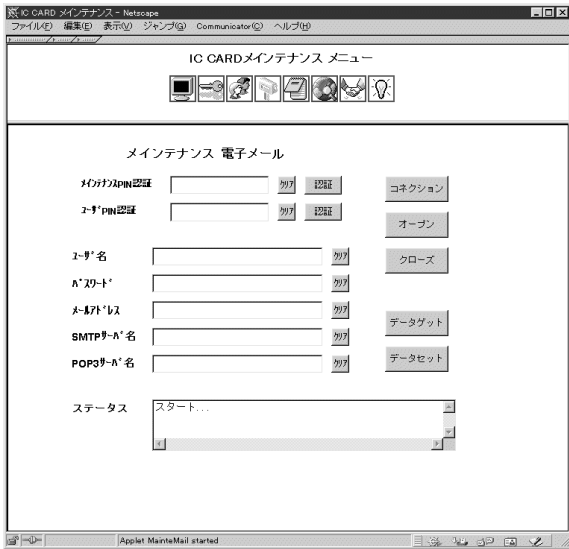 IC CARD メインテナンス - Netscape
ファイル(F) 編集(E) 表示(V) ジャンプ(G) Communicator(C) ヘルプ(H)
IC CARDメインテナンス メニュー
メインテナンス 電子メール
メインテナンスPIN認証 クリア 認証 コネクション
ユーザPIN認証 クリア 認証 オープン
ユーザ名 クリア クローズ
パスワード クリア
メールアドレス クリア データゲット
SMTPサーバ名 クリア データセット
POP3サーバ名 クリア
ステータス スタート...
Applet MainteMail started